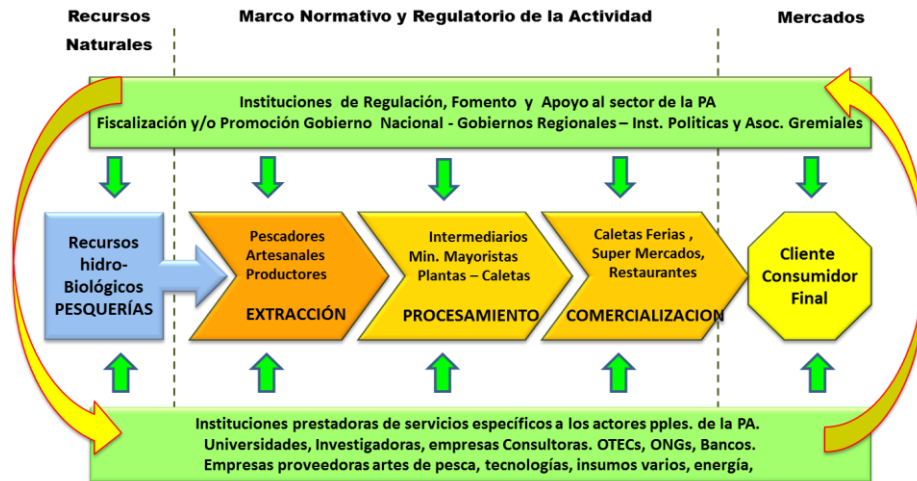 Recursos
Naturales
Marco Normativo y Regulatorio de la Actividad
Mercados
Instituciones de Regulación, Fomento y Apoyo al sector de la PA
Fiscalización y/o Promoción Gobierno Nacional - Gobiernos Regionales – Inst. Politicas y Asoc. Gremiales
Recursos
hidro-
Biológicos
PESQUERÍAS
Pescadores
Artesanales
Productores
EXTRACCIÓN
Intermediarios
Min. Mayoristas
Plantas – Caletas
PROCESAMIENTO
Caletas Ferias ,
Super Mercados,
Restaurantes
COMERCIALIZACION
Cliente
Consumidor
Final
Instituciones prestadoras de servicios específicos a los actores pples. de la PA.
Universidades, Investigadoras, empresas Consultoras. OTECs, ONGs, Bancos.
Empresas proveedoras artes de pesca, tecnologías, insumos varios, energía,